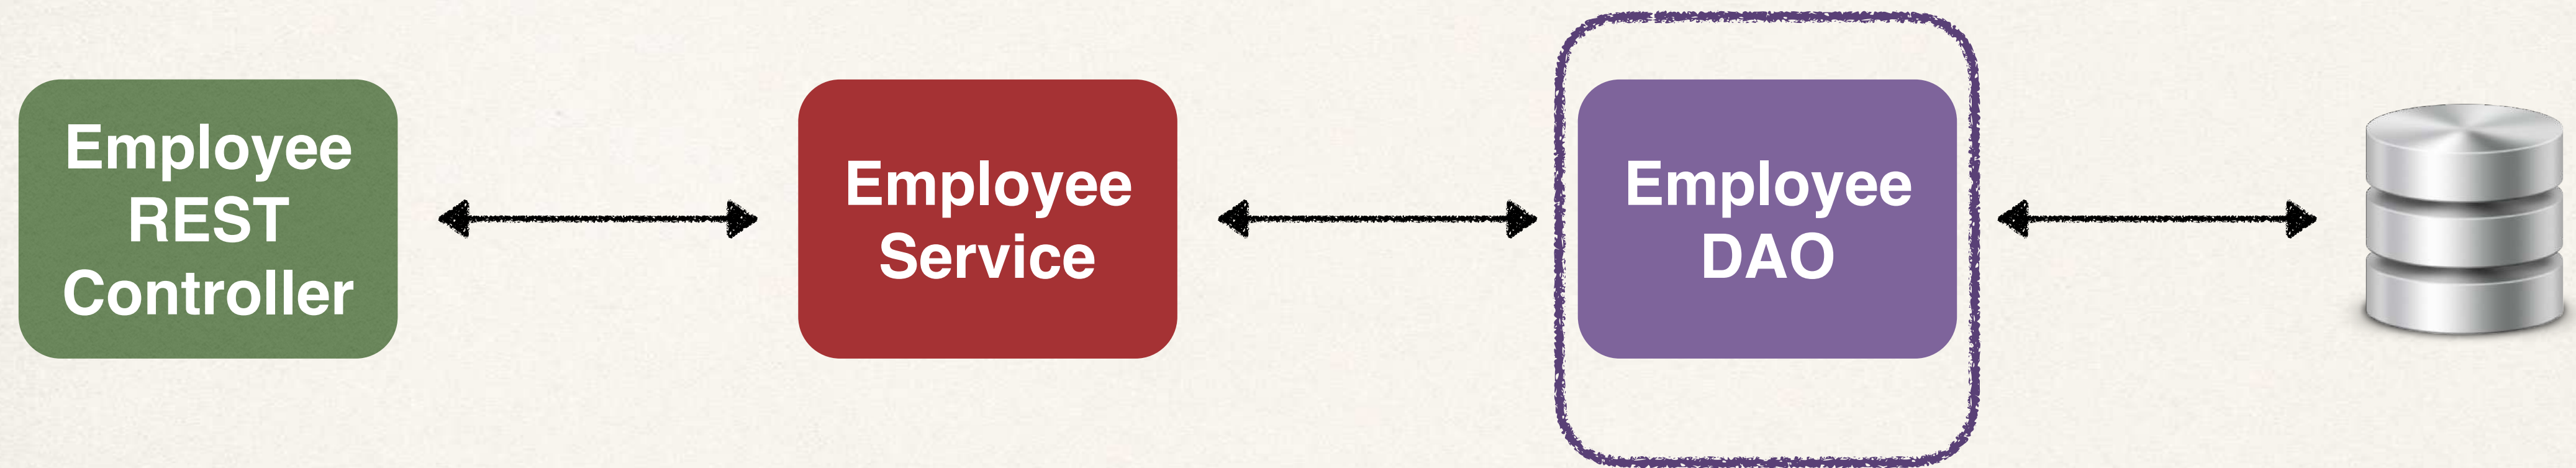 Employee
REST
Controller
Employee
Service
Employee
DAO